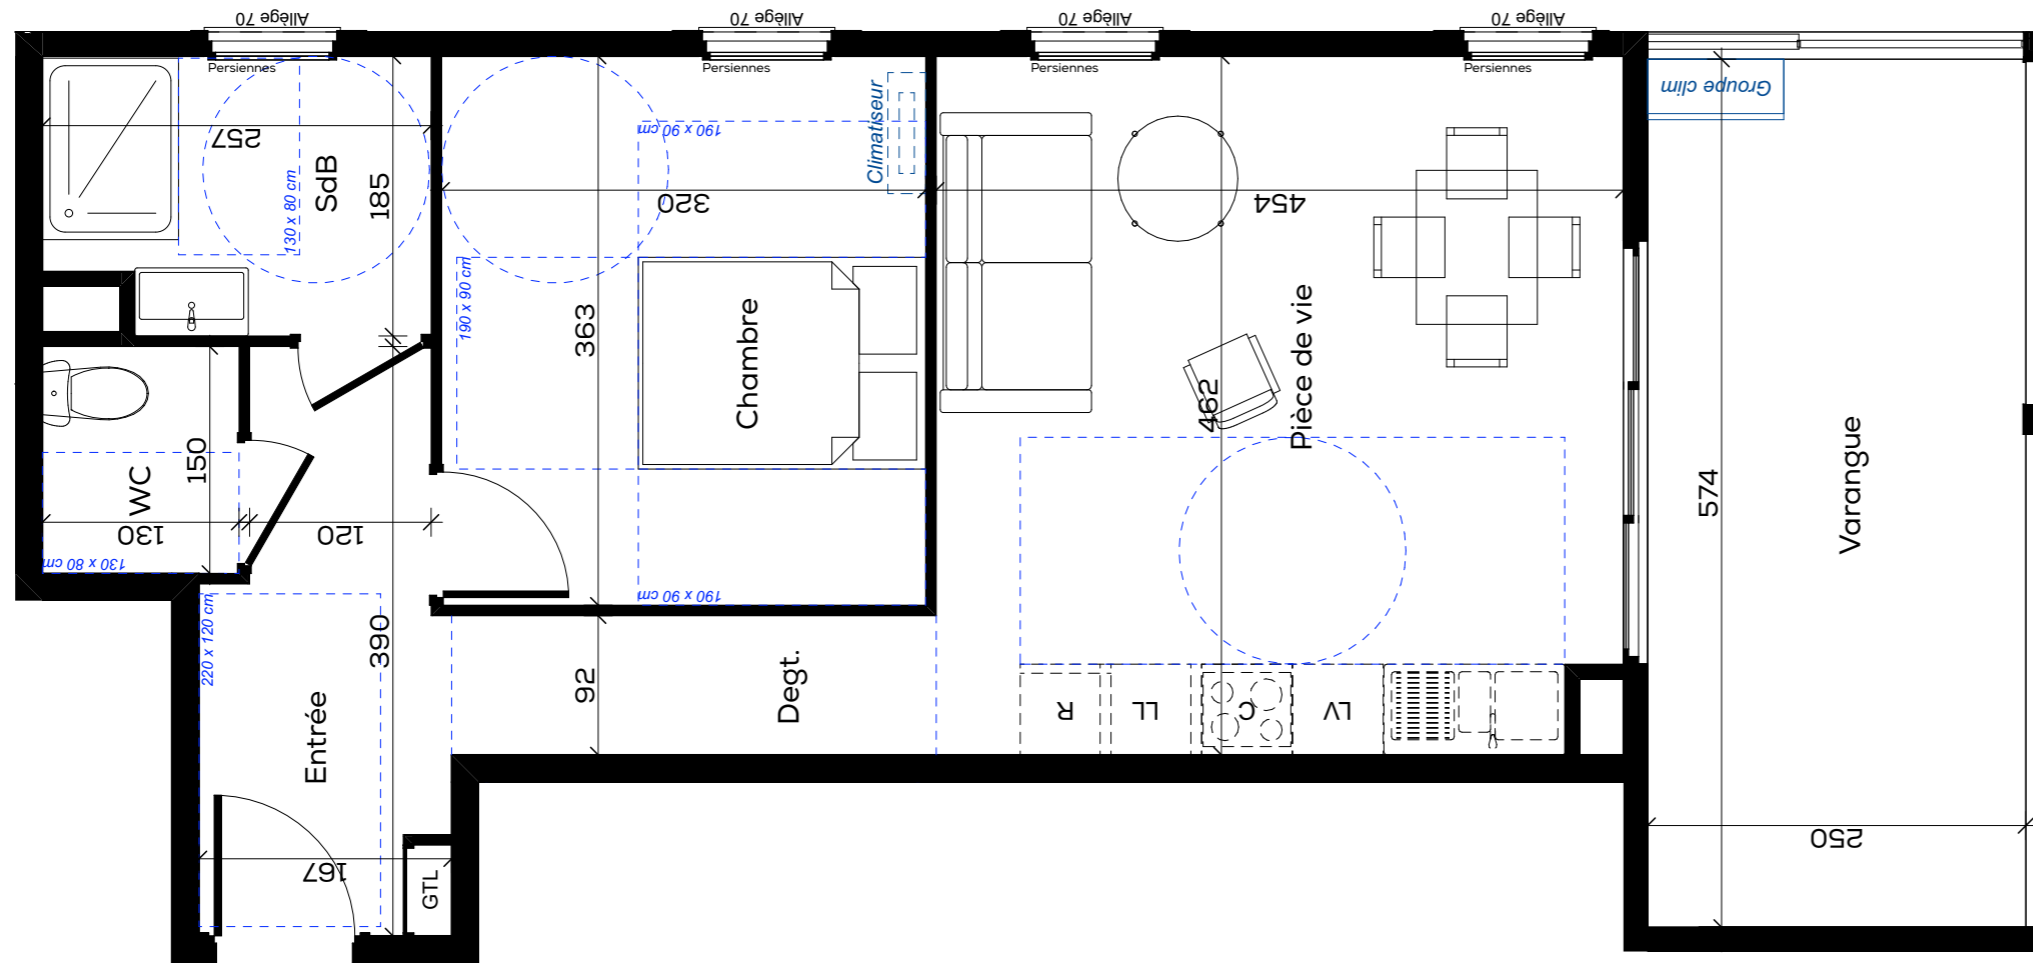 Allège 70
Allège 70
Allège 70
Allège 70
Persiennes
Persiennes
Persiennes
Persiennes
257
130 x 80 cm
SdB
185
190 x 90 cm
Climatiseur
320
454
Groupe clim
190 x 90 cm
363
Chambre
Pièce de vie
462
Varangue
574
WC
150
130
120
130 x 80 cm
190 x 90 cm
220 x 120 cm
390
Entrée
92
Degt.
R
LL
C
LV
167
GTL
250